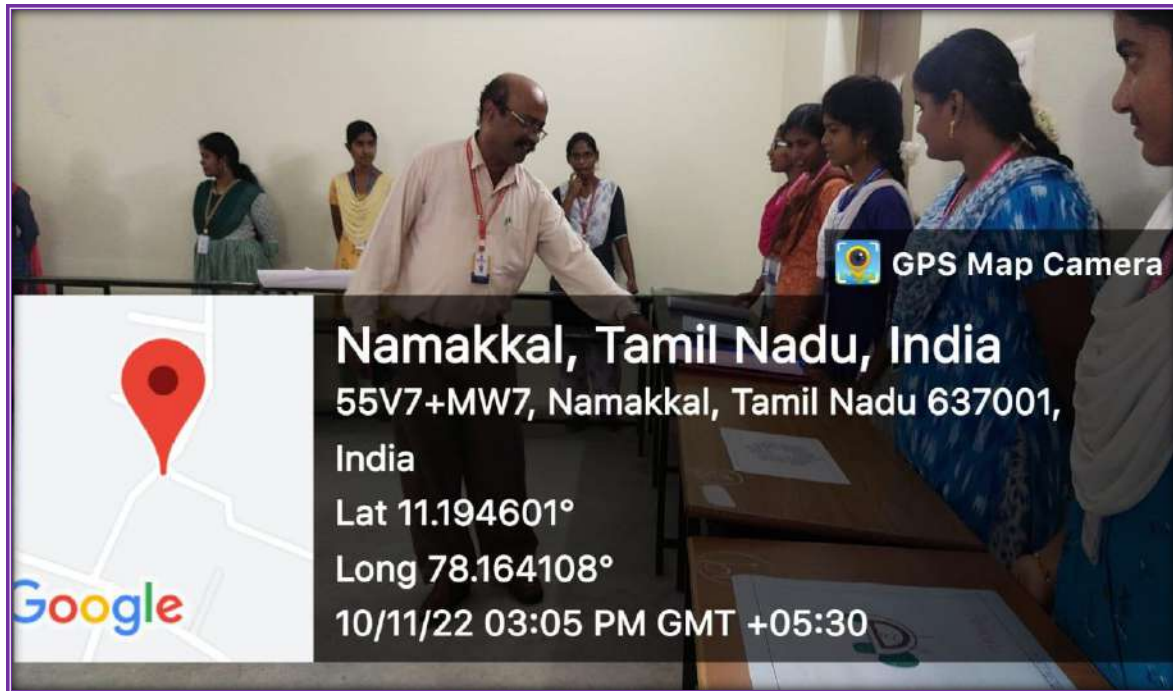 GPS Map Camera
Namakkal, Tamil Nadu, India
55V7+MW7, Namakkal, Tamil Nadu 637001,
India
Lat 11.194601°
Long 78.164108°
10/11/22 03:05 PM GMT +05:30
Google